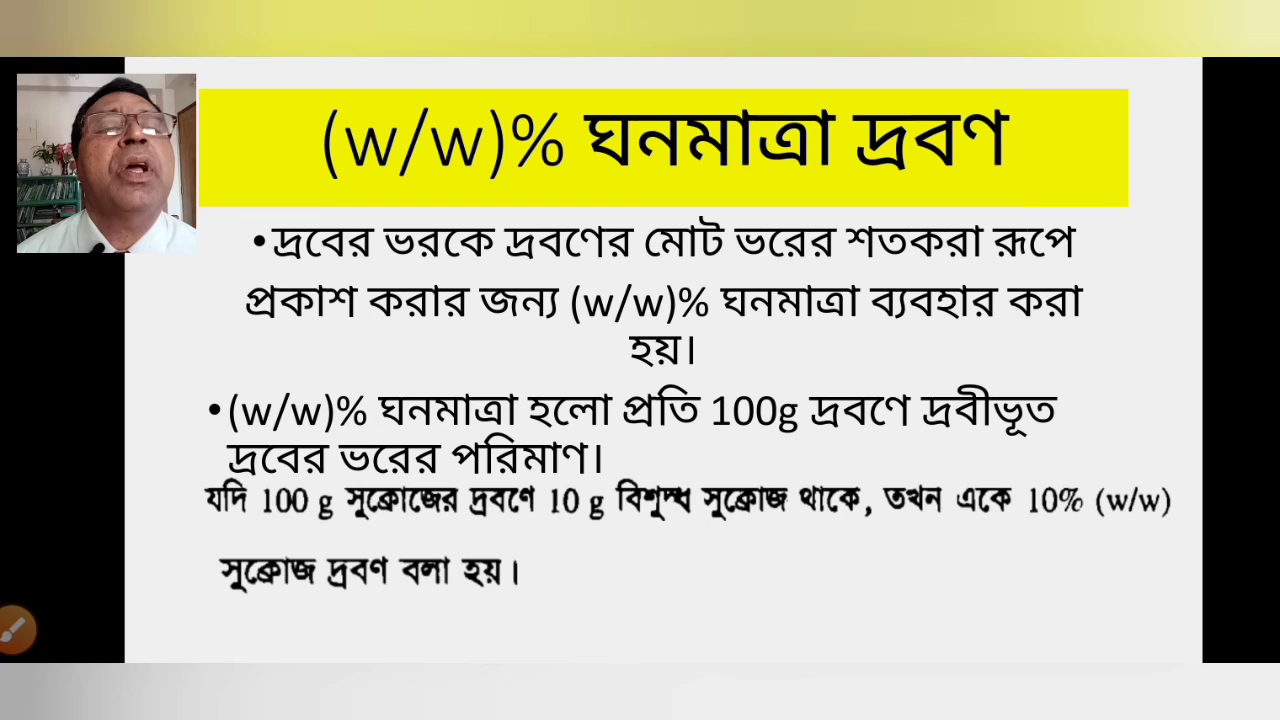 (w/w)% ঘনমাত্রা দ্রবণ
•দ্রবের ভরকে দ্রবণের মোট ভরের শতকরা রূপে
প্রকাশ করার জন্য (w/w)% ঘনমাত্রা ব্যবহার করা
হয়।
•(w/w)% ঘনমাত্রা হলো প্রতি 100g দ্রবণে দ্রবীভূত
দ্রবের ভরের পরিমাণ।
যদি 100 g সুক্রোজের দ্রবণে 10 g বিশুদ্ধ সুক্রোজ থাকে, তখন একে 10% (w/w)
সুক্রোজ দ্রবণ বলা হয়।